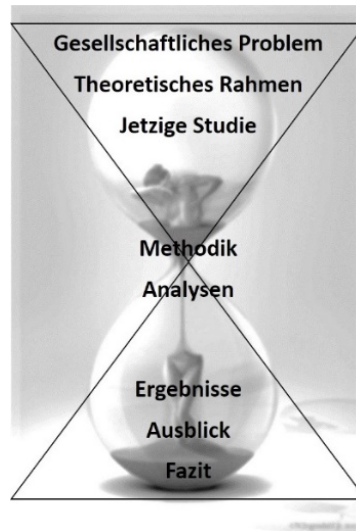 Gesellschaftliches Problem
Theoretisches Rahmen
Jetzige Studie
Methodik
Analysen
Ergebnisse
Ausblick
Fazit